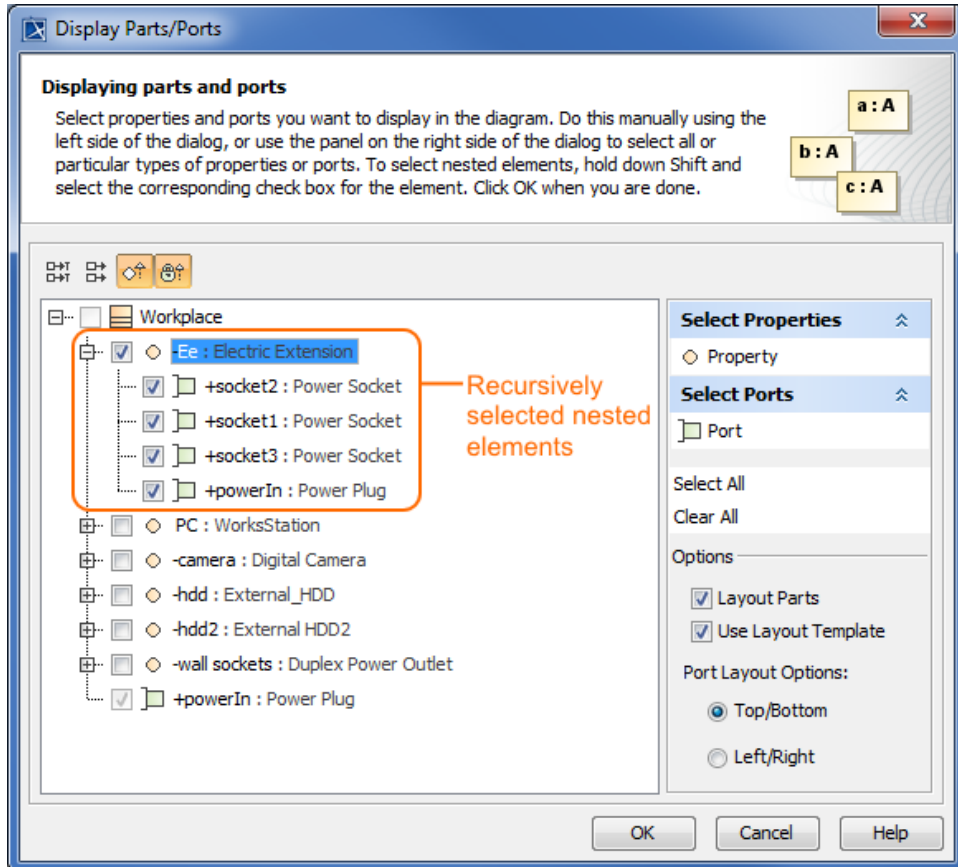 Display Parts/Ports
Displaying parts and ports
Select properties and ports you want to display in the diagram. Do this manually using the
left side of the dialog, or use the panel on the right side of the dialog to select all or
particular types of properties or ports. To select nested elements, hold down Shift and
select the corresponding check box for the element. Click OK when you are done.
a : A
b : A
c : A
Workplace
-Ee : Electric Extension
+socket2 : Power Socket
+socket1 : Power Socket
+socket3 : Power Socket
+powerIn : Power Plug
PC : WorksStation
-camera : Digital Camera
-hdd : External_HDD
-hdd2 : External HDD2
-wall sockets : Duplex Power Outlet
+powerIn : Power Plug
Recursively
selected nested
elements
Select Properties
Property
Select Ports
Port
Select All
Clear All
Options
Layout Parts
Use Layout Template
Port Layout Options:
Top/Bottom
Left/Right
OK
Cancel
Help